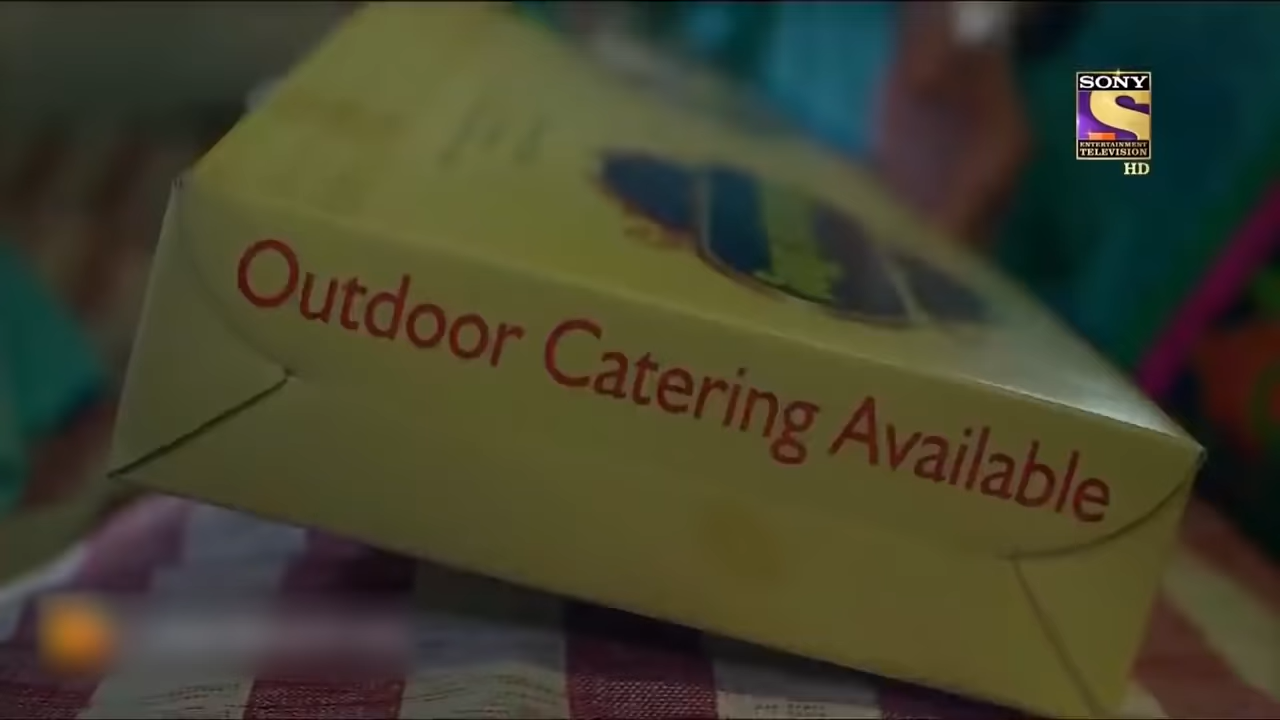 SONY
ENTERTAINMENT
TELEVISION
HD
Outdoor Catering Available